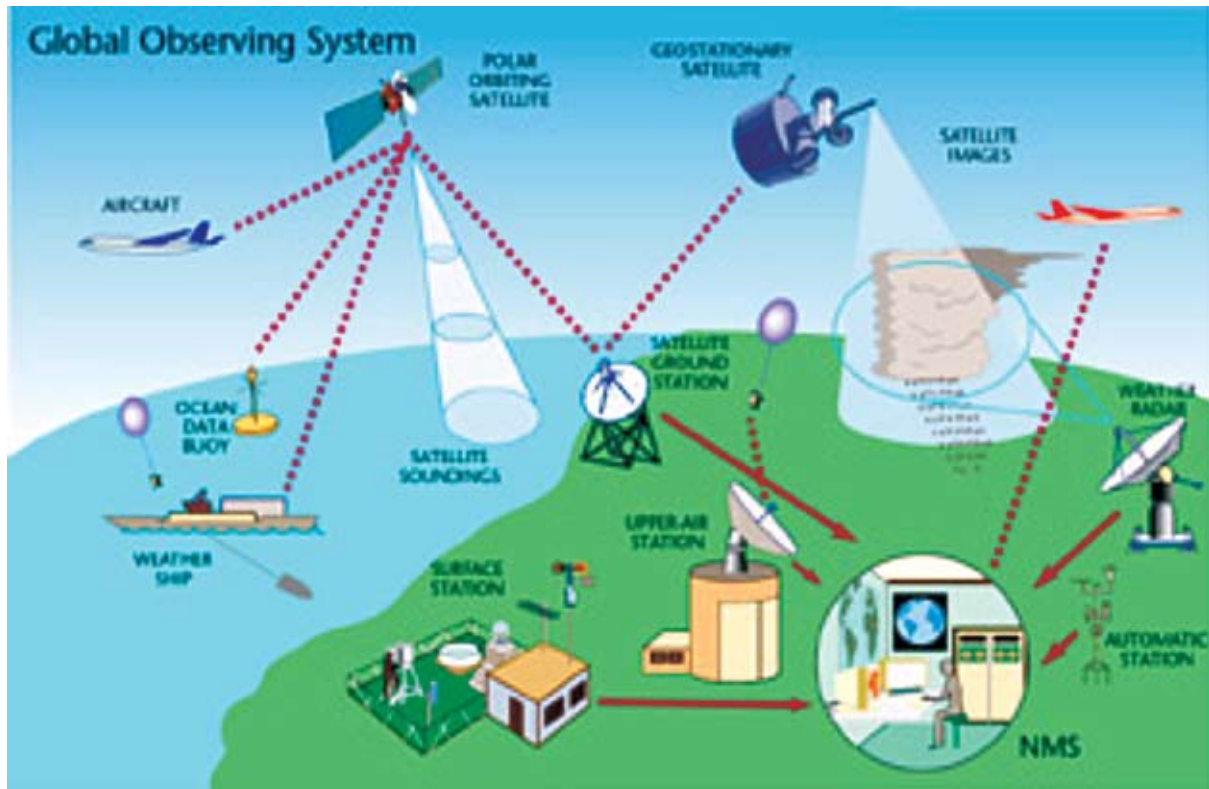 Global Observing System
POLAR
ORBITING
SATELLITE
GEOSTATIONARY
SATELLITE
SATELLITE
IMAGES
AIRCRAFT
SATELLITE
GROUND
STATION
WEATHER
RADAR
OCEAN
DATA
BUOY
SATELLITE
SOUNDINGS
UPPER-AIR
STATION
WEATHER
SHIP
SURFACE
STATION
AUTOMATIC
STATION
NMS